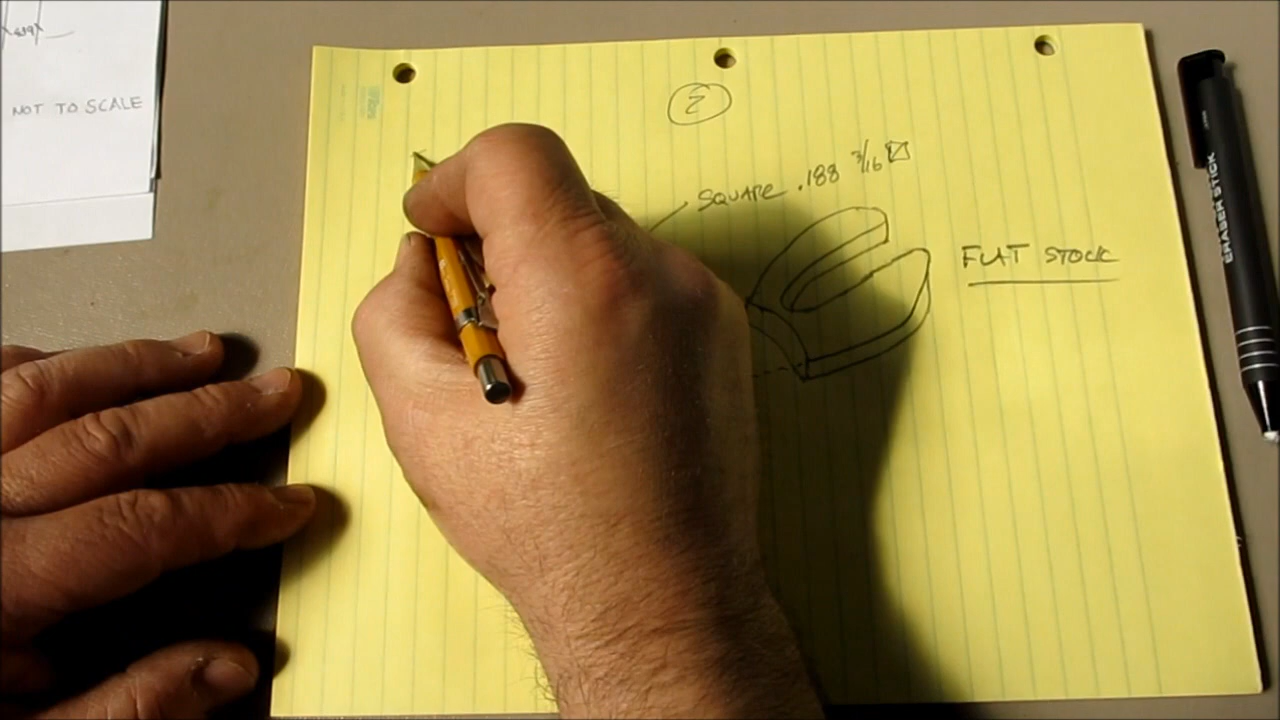 NOT TO SCALE
2
SQUARE .188 3/16
FLAT STOCK
ERASER STICK